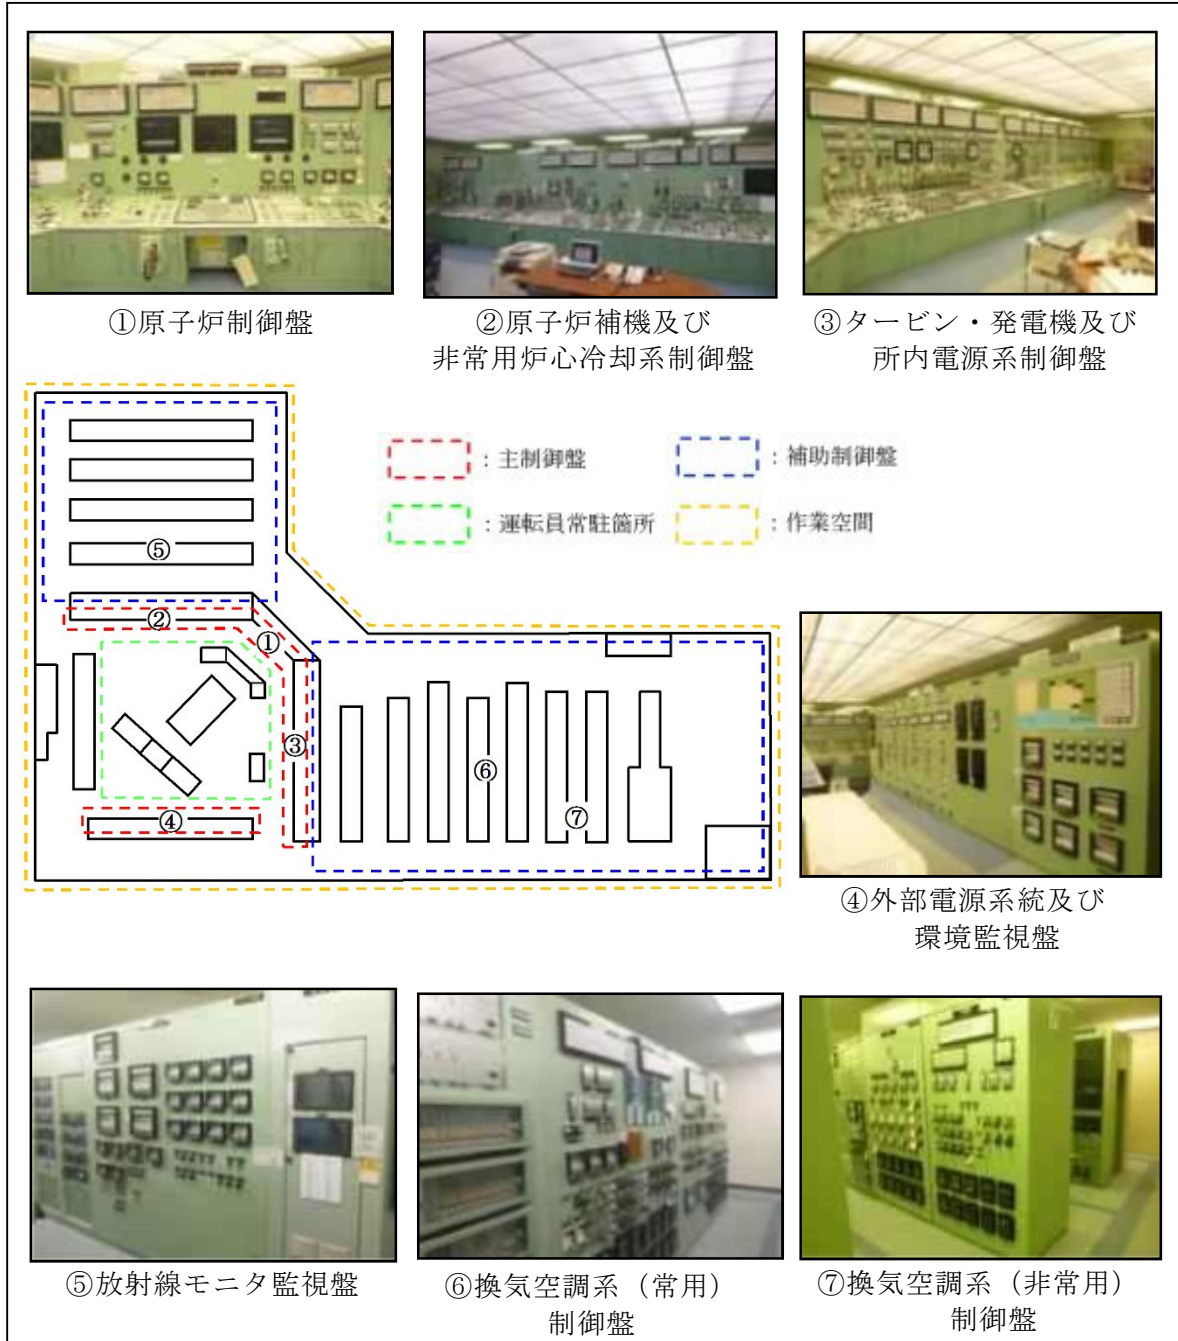 ①原子炉制御盤
②原子炉補機及び
非常用炉心冷却系制御盤
③タービン・発電機及び
所内電源系制御盤
：主制御盤
：補助制御盤
：運転員常駐箇所
：作業空間
⑤
②
①
③
④
⑥
⑦
④外部電源系統及び
環境監視盤
⑤放射線モニタ監視盤
⑥換気空調系（常用）
制御盤
⑦換気空調系（非常用）
制御盤